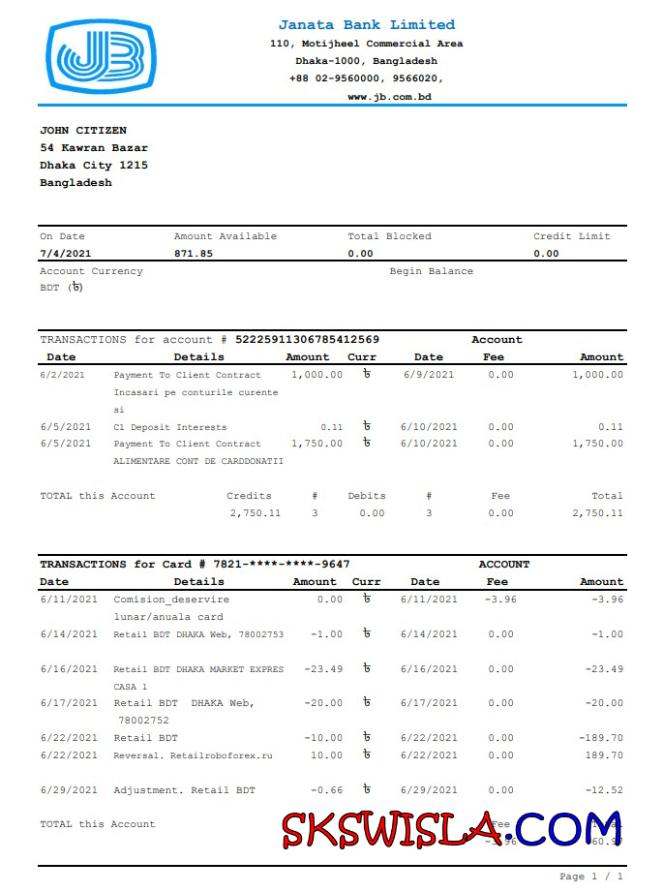 JB
Janata Bank Limited
110, Motijheel Commercial Area
Dhaka-1000, Bangladesh
+88 02-9560000, 9566020,
www.jb.com.bd
JOHN CITIZEN
54 Kawran Bazar
Dhaka City 1215
Bangladesh
On Date Amount Available Total Blocked Credit Limit
7/4/2021 871.85 0.00 0.00
Account Currency Begin Balance
BDT (৳)
TRANSACTIONS for account # 52225911306785412569 Account
Date Details Amount Curr Date Fee Amount
6/2/2021 Payment To Client Contract 1,000.00 ৳ 6/9/2021 0.00 1,000.00
Incasari pe conturile curente
si
6/5/2021 Cl Deposit Interests 0.11 ৳ 6/10/2021 0.00 0.11
6/5/2021 Payment To Client Contract 1,750.00 ৳ 6/10/2021 0.00 1,750.00
ALIMENTARE CONT DE CARDDONATII
TOTAL this Account Credits # Debits # Fee Total
2,750.11 3 0.00 3 0.00 2,750.11
TRANSACTIONS for Card # 7821-****-****-9647 ACCOUNT
Date Details Amount Curr Date Fee Amount
6/11/2021 Comision_deservire 0.00 ৳ 6/11/2021 -3.96 -3.96
lunar/anuala card
6/14/2021 Retail BDT DHAKA Web, 78002753 -1.00 ৳ 6/14/2021 0.00 -1.00
6/16/2021 Retail BDT DHAKA MARKET EXPRES -23.49 ৳ 6/16/2021 0.00 -23.49
CASA 1
6/17/2021 Retail BDT DHAKA Web, -20.00 ৳ 6/17/2021 0.00 -20.00
78002752
6/22/2021 Retail BDT -10.00 ৳ 6/22/2021 0.00 -189.70
6/22/2021 Reversal. Retailroboforex.ru 10.00 ৳ 6/22/2021 0.00 189.70
6/29/2021 Adjustment. Retail BDT -0.66 ৳ 6/29/2021 0.00 -12.52
TOTAL this Account Fee
SKSWISLA.COM
Page 1 / 1